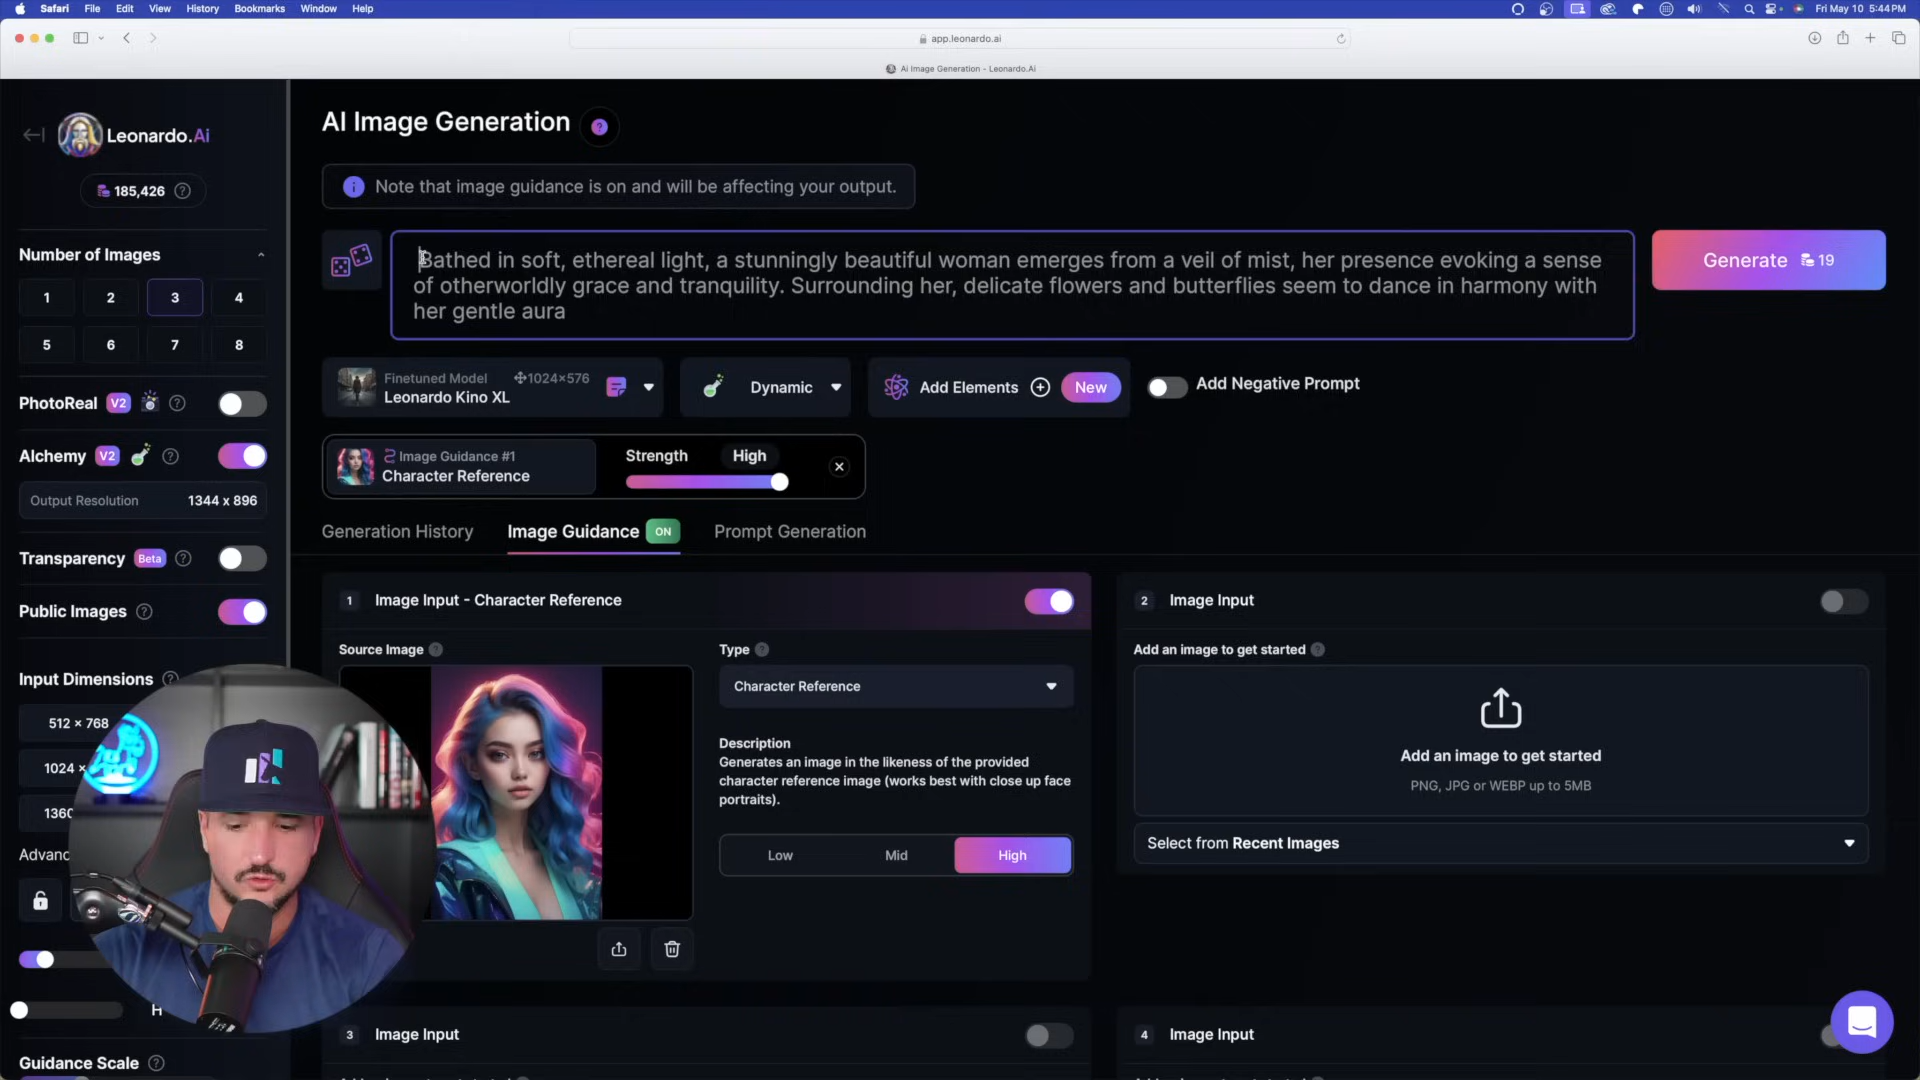 Safari File Edit View History Bookmarks Window Help Fri May 10 5:44 PM
app.leonardo.ai
Ai Image Generation - Leonardo.Ai
Leonardo.Ai
185,426 ?
Number of Images
1 2 3 4
5 6 7 8
PhotoReal V2 ?
Alchemy V2 ?
Output Resolution 1344 x 896
Transparency Beta ?
Public Images ?
Input Dimensions ?
512 × 768
1024 ×
1360
Advanc
H
Guidance Scale ?
AI Image Generation ?
Note that image guidance is on and will be affecting your output.
Bathed in soft, ethereal light, a stunningly beautiful woman emerges from a veil of mist, her presence evoking a sense
of otherworldly grace and tranquility. Surrounding her, delicate flowers and butterflies seem to dance in harmony with
her gentle aura
Generate 19
Finetuned Model 1024×576
Leonardo Kino XL
Dynamic
Add Elements New
Add Negative Prompt
Image Guidance #1
Character Reference
Strength High
Generation History Image Guidance ON Prompt Generation
1 Image Input - Character Reference
Source Image ?
Type ?
Character Reference
Description
Generates an image in the likeness of the provided
character reference image (works best with close up face
portraits).
Low Mid High
2 Image Input
Add an image to get started ?
Add an image to get started
PNG, JPG or WEBP up to 5MB
Select from Recent Images
3 Image Input
4 Image Input